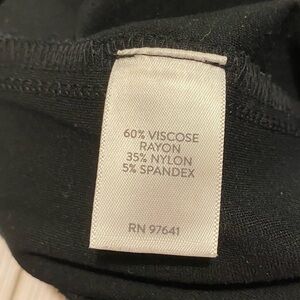 60% VISCOSE
RAYON
35% NYLON
5% SPANDEX
RN 97641